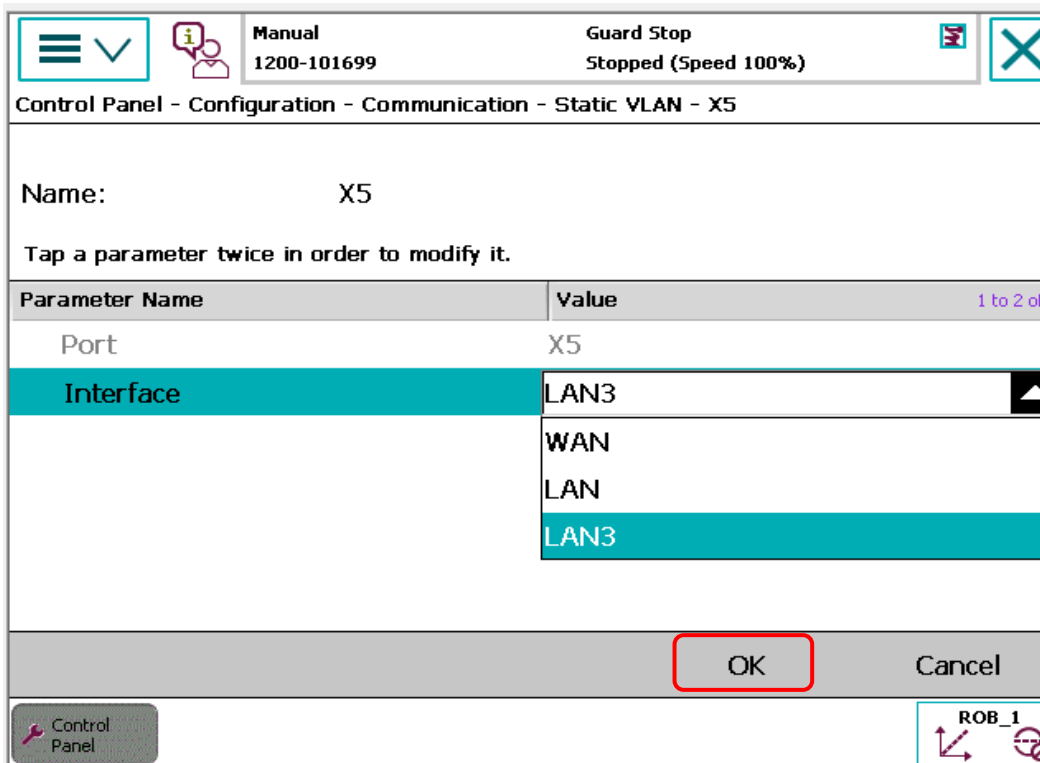 Manual
1200-101699
Guard Stop
Stopped (Speed 100%)
Control Panel - Configuration - Communication - Static VLAN - X5
Name: X5
Tap a parameter twice in order to modify it.
Parameter Name Value 1 to 2 of
Port X5
Interface LAN3
WAN
LAN
LAN3
OK Cancel
Control
Panel
ROB_1